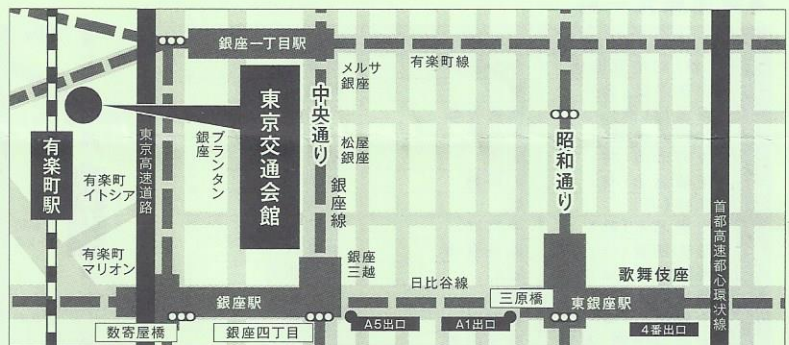 銀座一丁目駅
有楽町線
メルサ
銀座
中央通り
東京交通会館
松屋
銀座
昭和通り
プランタン
銀座
東京高速道路
有楽町駅
有楽町
イトシア
銀座線
首都高速都心環状線
有楽町
マリオン
銀座
三越
日比谷線
歌舞伎座
銀座駅
三原橋
東銀座駅
数寄屋橋
銀座四丁目
A5出口
A1出口
4番出口